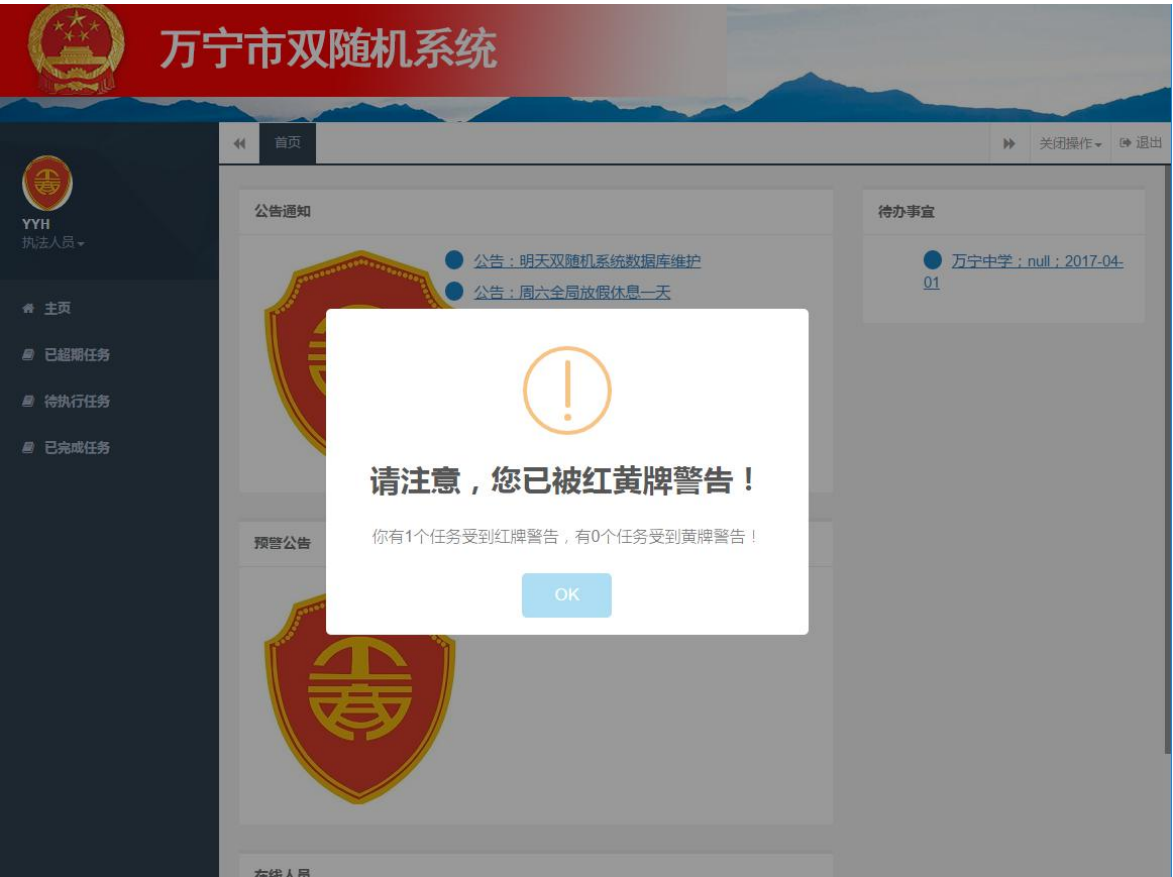 万宁市双随机系统
首页
关闭操作
退出
YYH
执法人员
主页
已超期任务
待执行任务
已完成任务
公告通知
公告：明天双随机系统数据库维护
公告：周六全局放假休息一天
待办事宜
万宁中学；null；2017-04-
01
请注意，您已被红黄牌警告！
你有1个任务受到红牌警告，有0个任务受到黄牌警告！
OK
预警公告
在线人员